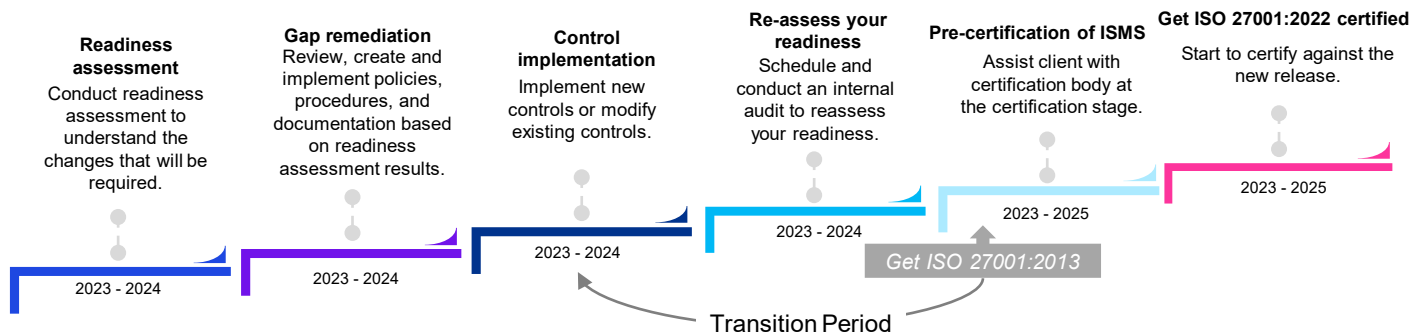 Readiness
assessment
Conduct readiness
assessment to
understand the
changes that will be
required.
2023 - 2024
Gap remediation
Review, create and
implement policies,
procedures, and
documentation based
on readiness
assessment results.
2023 - 2024
Control
implementation
Implement new
controls or modify
existing controls.
2023 - 2024
Re-assess your
readiness
Schedule and
conduct an internal
audit to reassess
your readiness.
2023 - 2024
Pre-certification of ISMS
Assist client with
certification body at
the certification stage.
2023 - 2025
Get ISO 27001:2022 certified
Start to certify against the
new release.
2023 - 2025
Get ISO 27001:2013
Transition Period